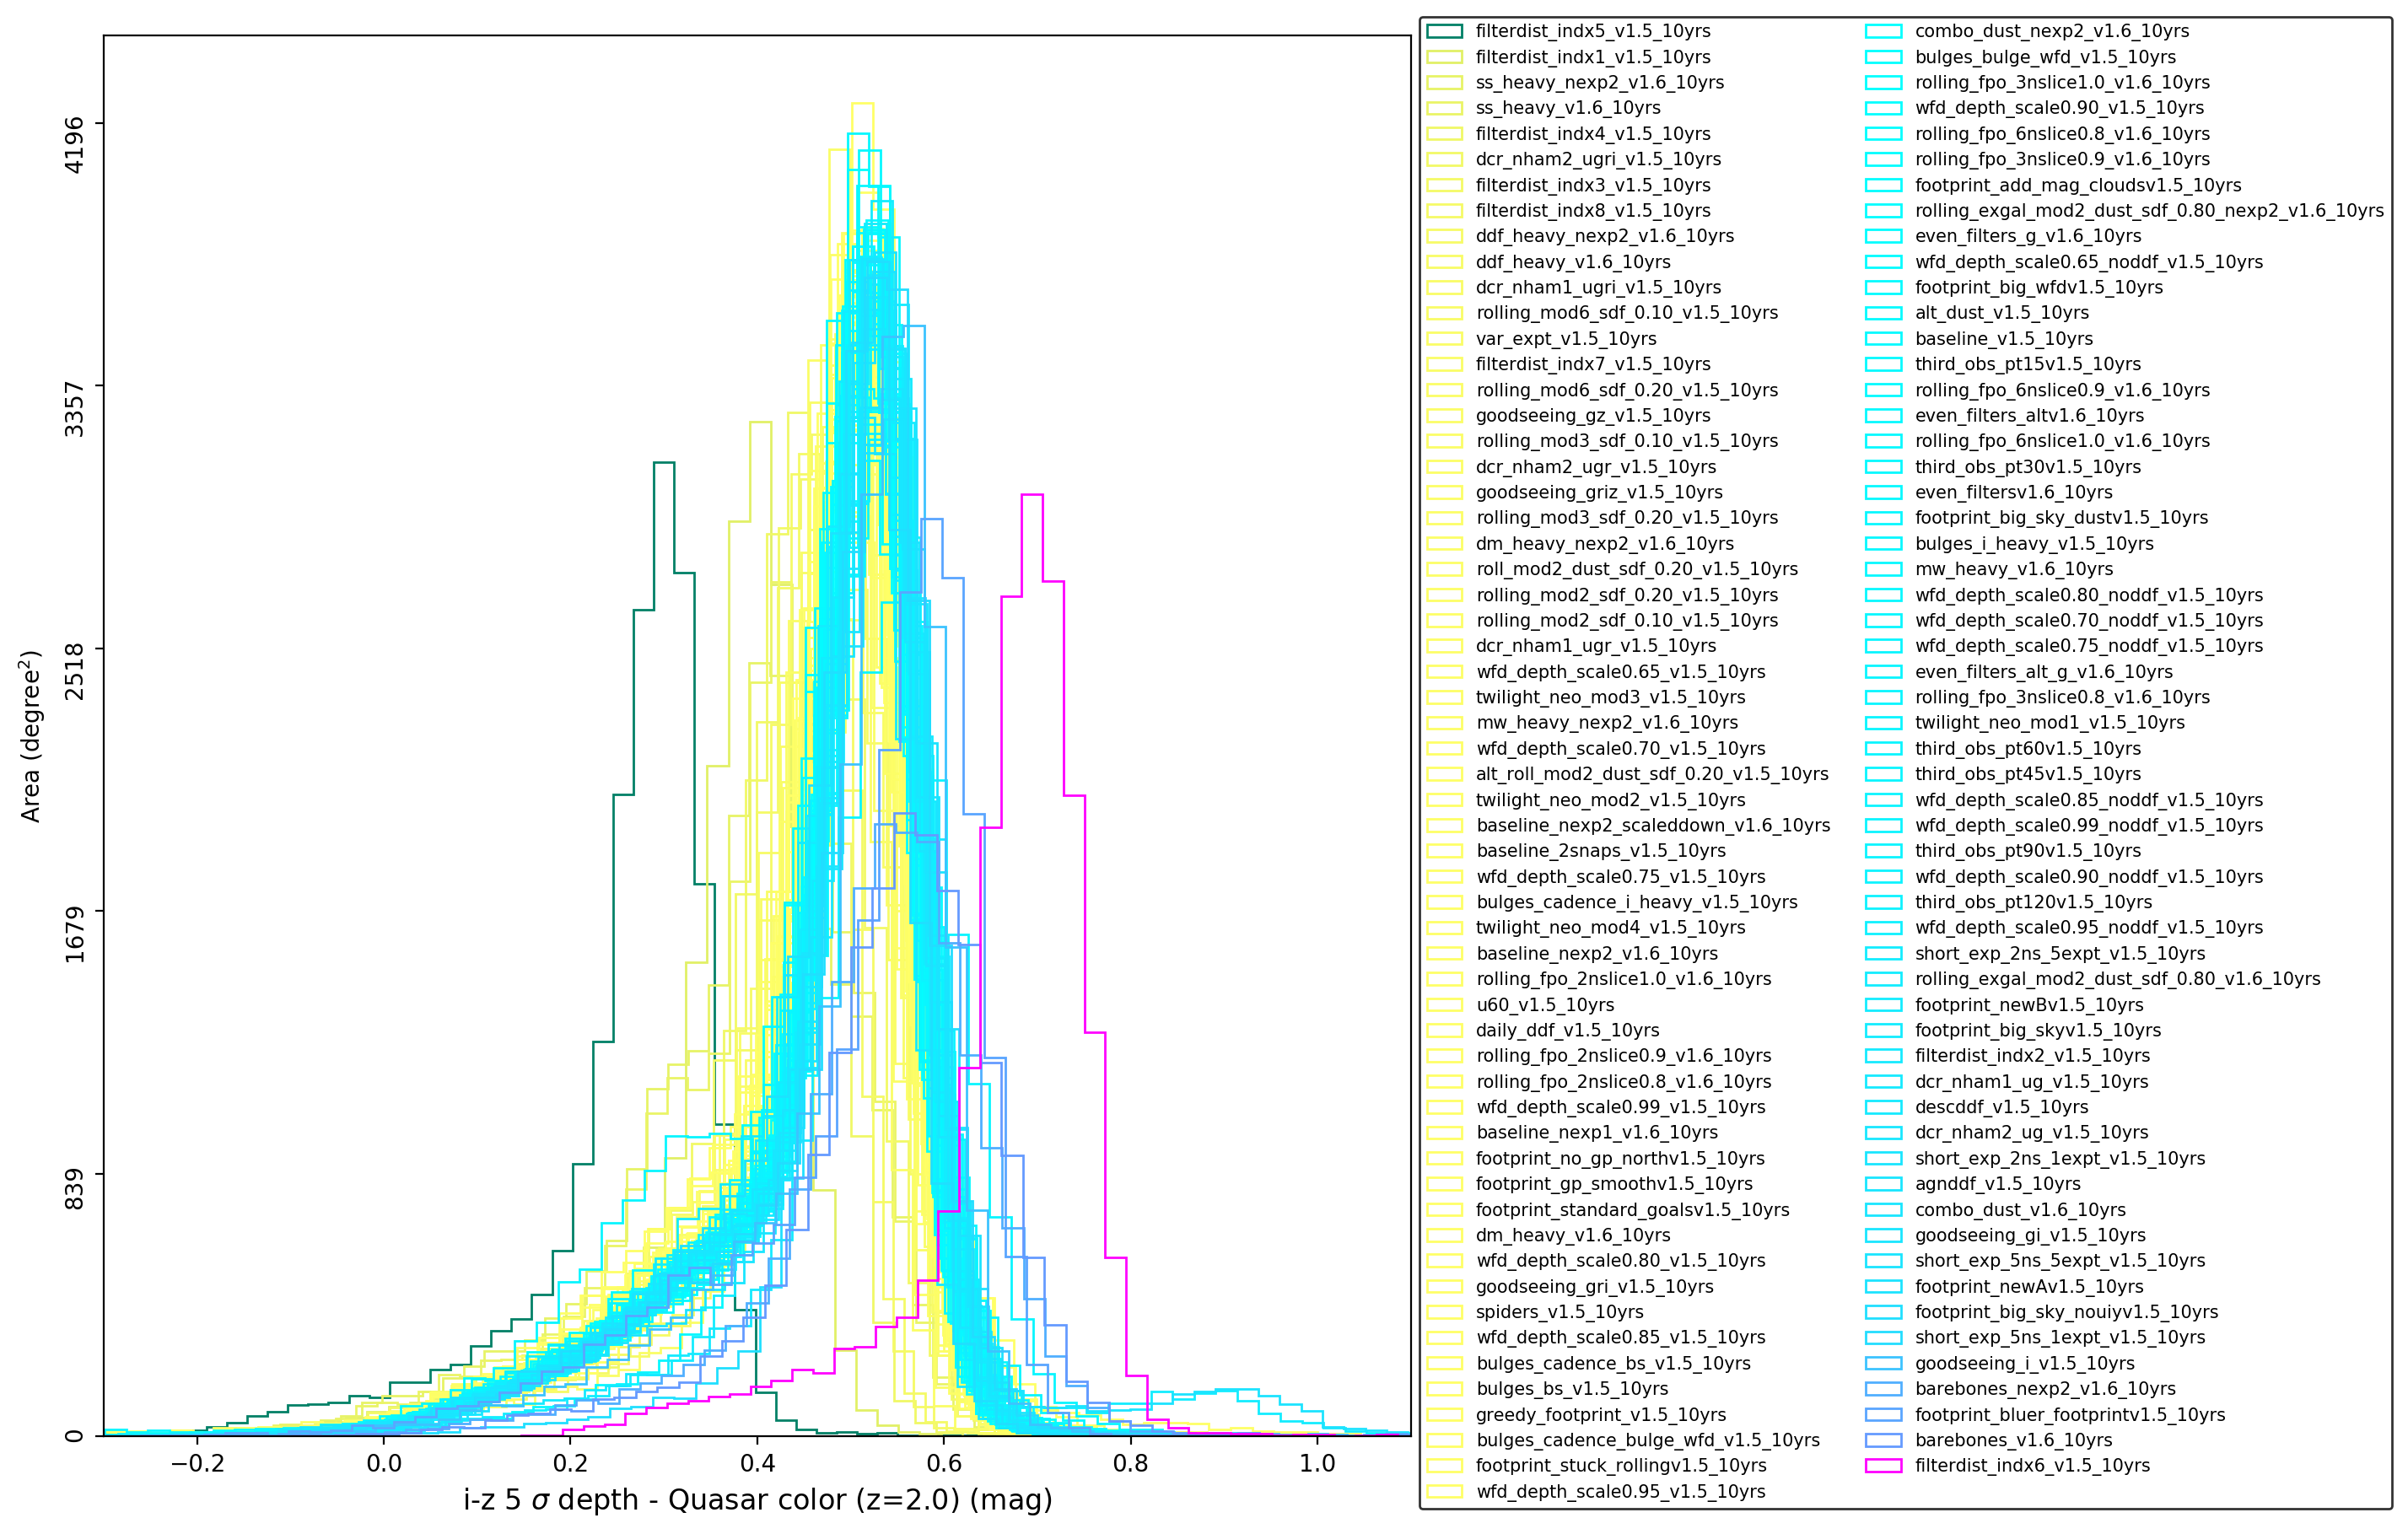 4196
3357
2518
1679
839
0
Area (degree²)
−0.2
0.0
0.2
0.4
0.6
0.8
1.0
i-z 5 σ depth - Quasar color (z=2.0) (mag)
filterdist_indx5_v1.5_10yrs
filterdist_indx1_v1.5_10yrs
ss_heavy_nexp2_v1.6_10yrs
ss_heavy_v1.6_10yrs
filterdist_indx4_v1.5_10yrs
dcr_nham2_ugri_v1.5_10yrs
filterdist_indx3_v1.5_10yrs
filterdist_indx8_v1.5_10yrs
ddf_heavy_nexp2_v1.6_10yrs
ddf_heavy_v1.6_10yrs
dcr_nham1_ugri_v1.5_10yrs
rolling_mod6_sdf_0.10_v1.5_10yrs
var_expt_v1.5_10yrs
filterdist_indx7_v1.5_10yrs
rolling_mod6_sdf_0.20_v1.5_10yrs
goodseeing_gz_v1.5_10yrs
rolling_mod3_sdf_0.10_v1.5_10yrs
dcr_nham2_ugr_v1.5_10yrs
goodseeing_griz_v1.5_10yrs
rolling_mod3_sdf_0.20_v1.5_10yrs
dm_heavy_nexp2_v1.6_10yrs
roll_mod2_dust_sdf_0.20_v1.5_10yrs
rolling_mod2_sdf_0.20_v1.5_10yrs
rolling_mod2_sdf_0.10_v1.5_10yrs
dcr_nham1_ugr_v1.5_10yrs
wfd_depth_scale0.65_v1.5_10yrs
twilight_neo_mod3_v1.5_10yrs
mw_heavy_nexp2_v1.6_10yrs
wfd_depth_scale0.70_v1.5_10yrs
alt_roll_mod2_dust_sdf_0.20_v1.5_10yrs
twilight_neo_mod2_v1.5_10yrs
baseline_nexp2_scaleddown_v1.6_10yrs
baseline_2snaps_v1.5_10yrs
wfd_depth_scale0.75_v1.5_10yrs
bulges_cadence_i_heavy_v1.5_10yrs
twilight_neo_mod4_v1.5_10yrs
baseline_nexp2_v1.6_10yrs
rolling_fpo_2nslice1.0_v1.6_10yrs
u60_v1.5_10yrs
daily_ddf_v1.5_10yrs
rolling_fpo_2nslice0.9_v1.6_10yrs
rolling_fpo_2nslice0.8_v1.6_10yrs
wfd_depth_scale0.99_v1.5_10yrs
baseline_nexp1_v1.6_10yrs
footprint_no_gp_northv1.5_10yrs
footprint_gp_smoothv1.5_10yrs
footprint_standard_goalsv1.5_10yrs
dm_heavy_v1.6_10yrs
wfd_depth_scale0.80_v1.5_10yrs
goodseeing_gri_v1.5_10yrs
spiders_v1.5_10yrs
wfd_depth_scale0.85_v1.5_10yrs
bulges_cadence_bs_v1.5_10yrs
bulges_bs_v1.5_10yrs
greedy_footprint_v1.5_10yrs
bulges_cadence_bulge_wfd_v1.5_10yrs
footprint_stuck_rollingv1.5_10yrs
wfd_depth_scale0.95_v1.5_10yrs
combo_dust_nexp2_v1.6_10yrs
bulges_bulge_wfd_v1.5_10yrs
rolling_fpo_3nslice1.0_v1.6_10yrs
wfd_depth_scale0.90_v1.5_10yrs
rolling_fpo_6nslice0.8_v1.6_10yrs
rolling_fpo_3nslice0.9_v1.6_10yrs
footprint_add_mag_cloudsv1.5_10yrs
rolling_exgal_mod2_dust_sdf_0.80_nexp2_v1.6_10yrs
even_filters_g_v1.6_10yrs
wfd_depth_scale0.65_noddf_v1.5_10yrs
footprint_big_wfdv1.5_10yrs
alt_dust_v1.5_10yrs
baseline_v1.5_10yrs
third_obs_pt15v1.5_10yrs
rolling_fpo_6nslice0.9_v1.6_10yrs
even_filters_altv1.6_10yrs
rolling_fpo_6nslice1.0_v1.6_10yrs
third_obs_pt30v1.5_10yrs
even_filtersv1.6_10yrs
footprint_big_sky_dustv1.5_10yrs
bulges_i_heavy_v1.5_10yrs
mw_heavy_v1.6_10yrs
wfd_depth_scale0.80_noddf_v1.5_10yrs
wfd_depth_scale0.70_noddf_v1.5_10yrs
wfd_depth_scale0.75_noddf_v1.5_10yrs
even_filters_alt_g_v1.6_10yrs
rolling_fpo_3nslice0.8_v1.6_10yrs
twilight_neo_mod1_v1.5_10yrs
third_obs_pt60v1.5_10yrs
third_obs_pt45v1.5_10yrs
wfd_depth_scale0.85_noddf_v1.5_10yrs
wfd_depth_scale0.99_noddf_v1.5_10yrs
third_obs_pt90v1.5_10yrs
wfd_depth_scale0.90_noddf_v1.5_10yrs
third_obs_pt120v1.5_10yrs
wfd_depth_scale0.95_noddf_v1.5_10yrs
short_exp_2ns_5expt_v1.5_10yrs
rolling_exgal_mod2_dust_sdf_0.80_v1.6_10yrs
footprint_newBv1.5_10yrs
footprint_big_skyv1.5_10yrs
filterdist_indx2_v1.5_10yrs
dcr_nham1_ug_v1.5_10yrs
descddf_v1.5_10yrs
dcr_nham2_ug_v1.5_10yrs
short_exp_2ns_1expt_v1.5_10yrs
agnddf_v1.5_10yrs
combo_dust_v1.6_10yrs
goodseeing_gi_v1.5_10yrs
short_exp_5ns_5expt_v1.5_10yrs
footprint_newAv1.5_10yrs
footprint_big_sky_nouiyv1.5_10yrs
short_exp_5ns_1expt_v1.5_10yrs
goodseeing_i_v1.5_10yrs
barebones_nexp2_v1.6_10yrs
footprint_bluer_footprintv1.5_10yrs
barebones_v1.6_10yrs
filterdist_indx6_v1.5_10yrs